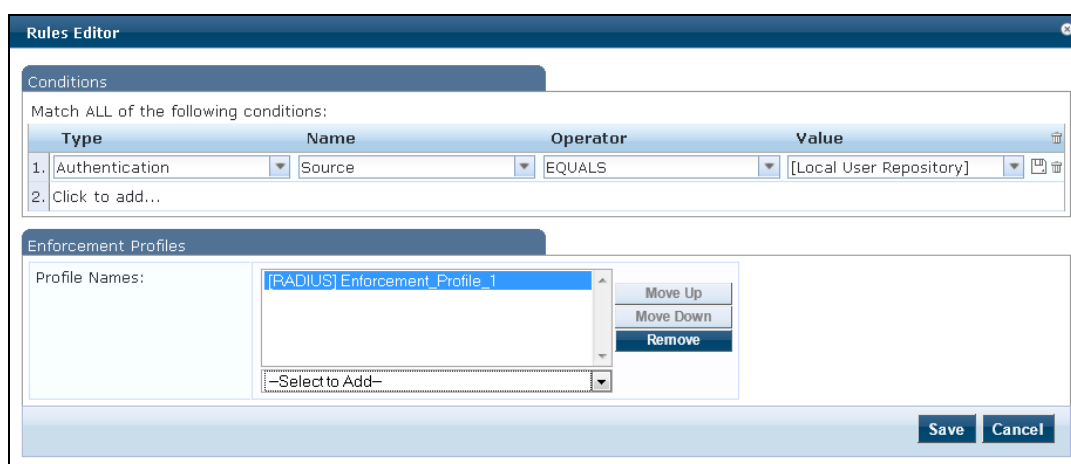 Rules Editor
Conditions
Match ALL of the following conditions:
Type Name Operator Value
1. Authentication Source EQUALS [Local User Repository]
2. Click to add...
Enforcement Profiles
Profile Names:
[RADIUS] Enforcement_Profile_1
Move Up
Move Down
Remove
--Select to Add--
Save Cancel